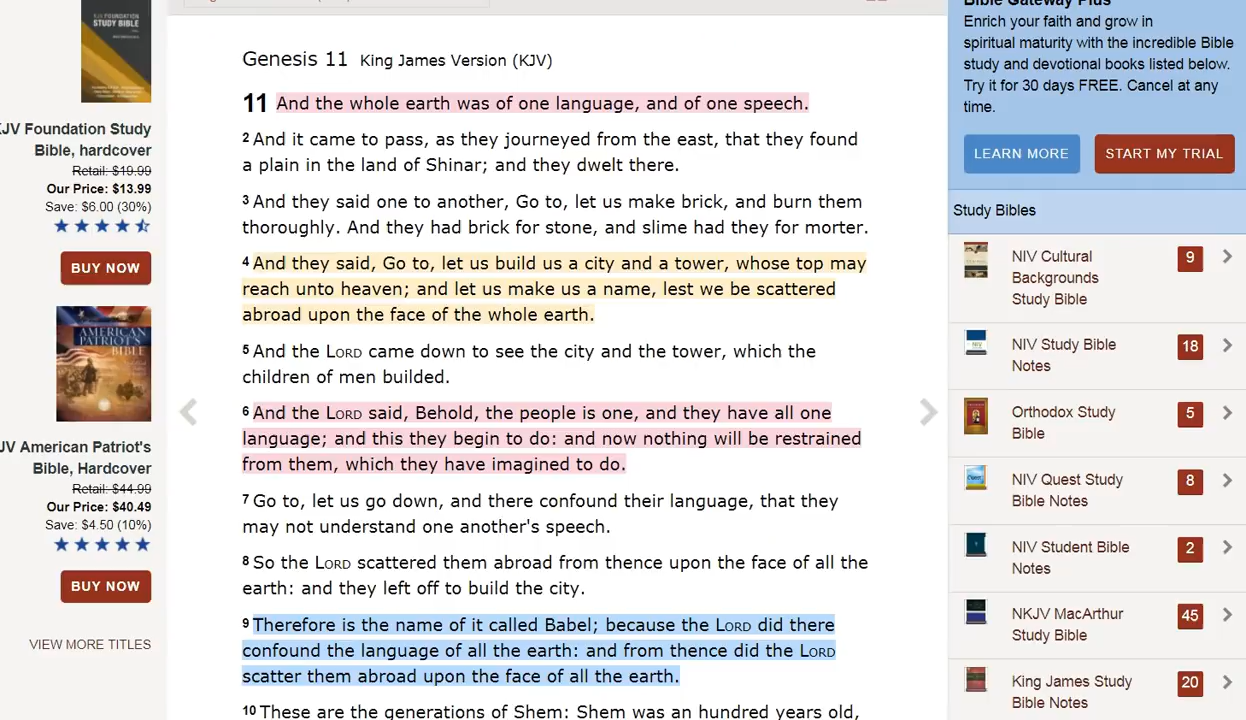 STUDY BIBLE
JV Foundation Study
Bible, hardcover
Retail: $19.99
Our Price: $13.99
Save: $6.00 (30%)
BUY NOW
AMERICAN
PATRIOT'S
BIBLE
JV American Patriot's
Bible, Hardcover
Retail: $44.99
Our Price: $40.49
Save: $4.50 (10%)
BUY NOW
VIEW MORE TITLES
Genesis 11 King James Version (KJV)
11 And the whole earth was of one language, and of one speech.
2 And it came to pass, as they journeyed from the east, that they found
a plain in the land of Shinar; and they dwelt there.
3 And they said one to another, Go to, let us make brick, and burn them
thoroughly. And they had brick for stone, and slime had they for morter.
4 And they said, Go to, let us build us a city and a tower, whose top may
reach unto heaven; and let us make us a name, lest we be scattered
abroad upon the face of the whole earth.
5 And the LORD came down to see the city and the tower, which the
children of men builded.
6 And the LORD said, Behold, the people is one, and they have all one
language; and this they begin to do: and now nothing will be restrained
from them, which they have imagined to do.
7 Go to, let us go down, and there confound their language, that they
may not understand one another's speech.
8 So the LORD scattered them abroad from thence upon the face of all the
earth: and they left off to build the city.
9 Therefore is the name of it called Babel; because the LORD did there
confound the language of all the earth: and from thence did the LORD
scatter them abroad upon the face of all the earth.
10 These are the generations of Shem: Shem was an hundred years old,
Bible Gateway Plus
Enrich your faith and grow in
spiritual maturity with the incredible Bible
study and devotional books listed below.
Try it for 30 days FREE. Cancel at any
time.
LEARN MORE
START MY TRIAL
Study Bibles
NIV Cultural
Backgrounds
Study Bible
9
NIV Study Bible
Notes
18
Orthodox Study
Bible
5
NIV Quest Study
Bible Notes
8
NIV Student Bible
Notes
2
NKJV MacArthur
Study Bible
45
King James Study
Bible Notes
20